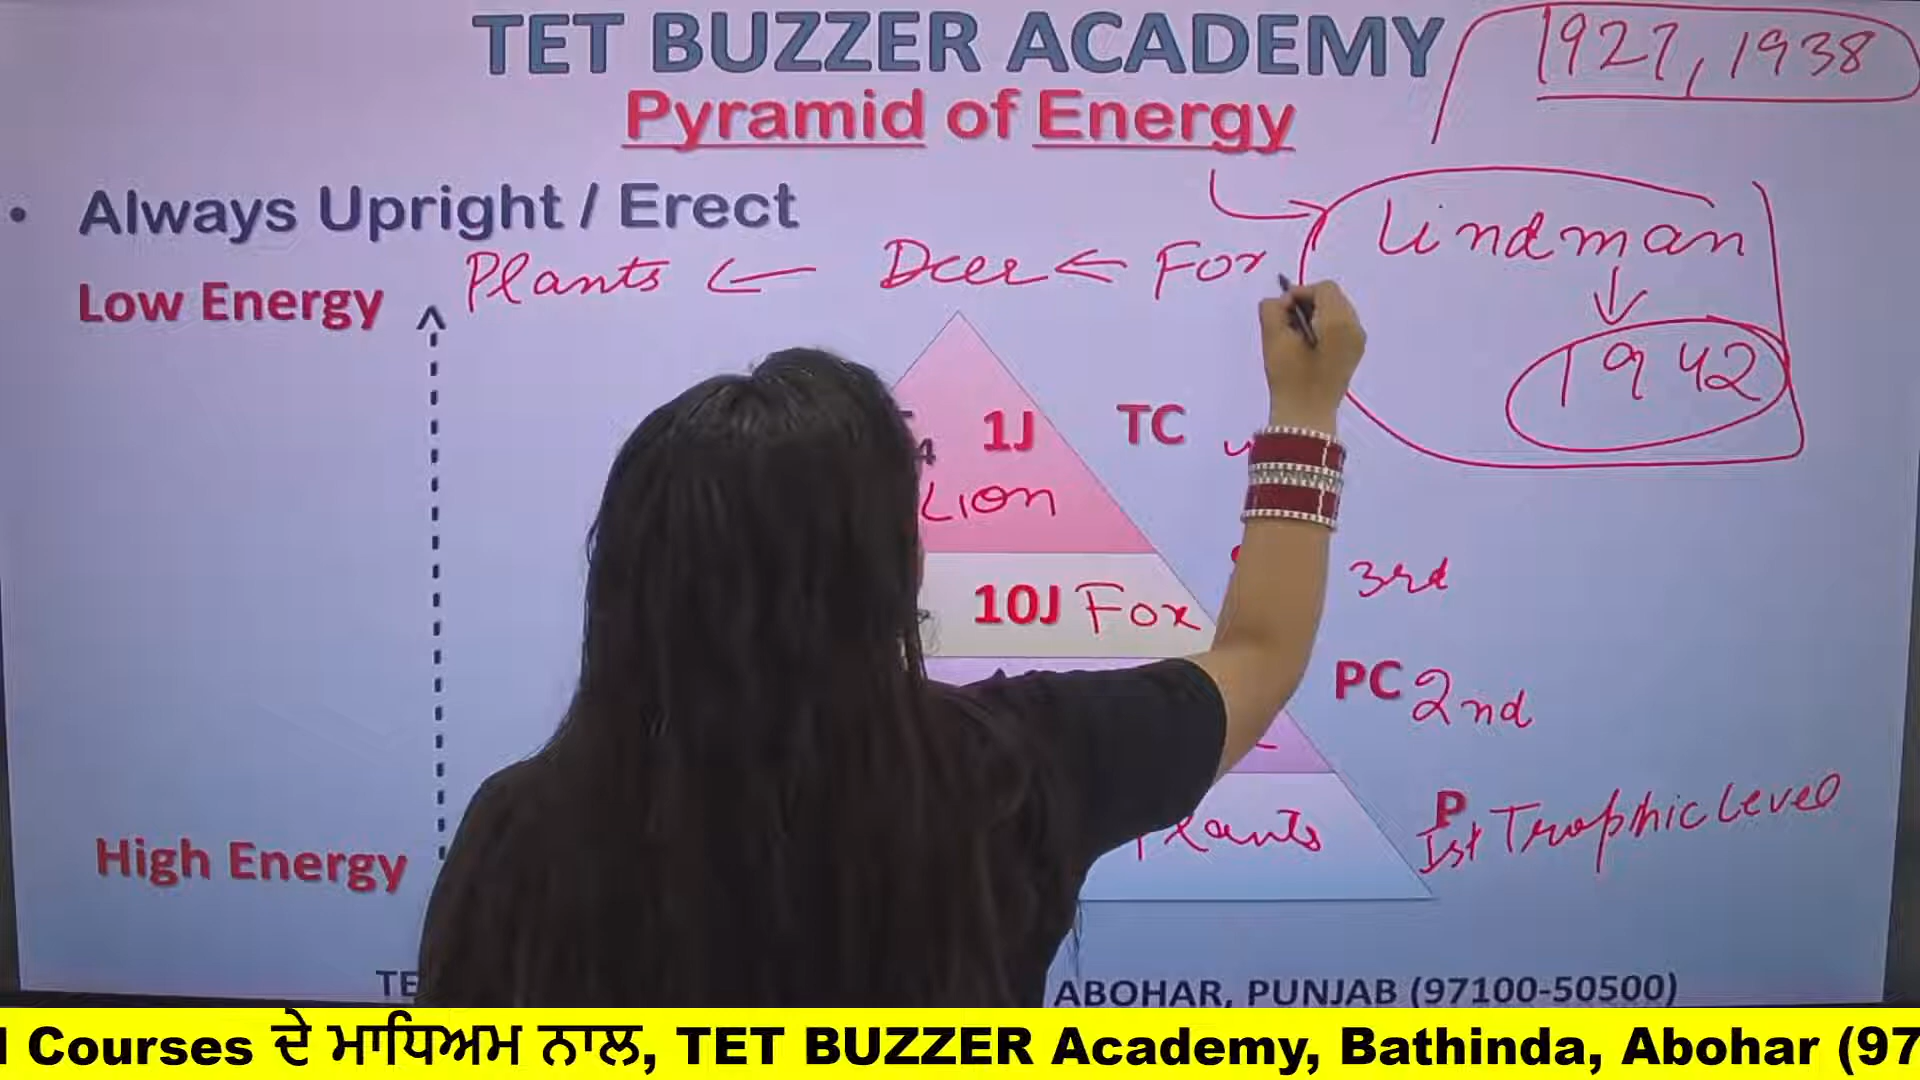 TET BUZZER ACADEMY
1927, 1938
Pyramid of Energy
• Always Upright / Erect
Lindman
Plants ← Deer ← Fox
Low Energy
1942
1J TC
4
Lion
3rd
10J Fox
PC 2nd
P
Plants 1st Trophic Level
High Energy
ABOHAR, PUNJAB (97100-50500)
Courses ਦੇ ਮਾਧਿਅਮ ਨਾਲ, TET BUZZER Academy, Bathinda, Abohar (97